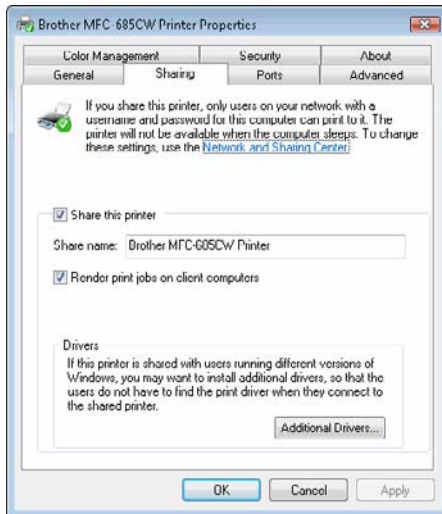 Brother MFC-685CW Printer Properties
Color Management Security About
General Sharing Ports Advanced
If you share this printer, only users on your network with a
username and password for this computer can print to it. The
printer will not be available when the computer sleeps. To change
these settings, use the Network and Sharing Center.
Share this printer
Share name: Brother MFC-685CW Printer
Render print jobs on client computers
Drivers
If this printer is shared with users running different versions of
Windows, you may want to install additional drivers, so that the
users do not have to find the print driver when they connect to
the shared printer.
Additional Drivers...
OK Cancel Apply